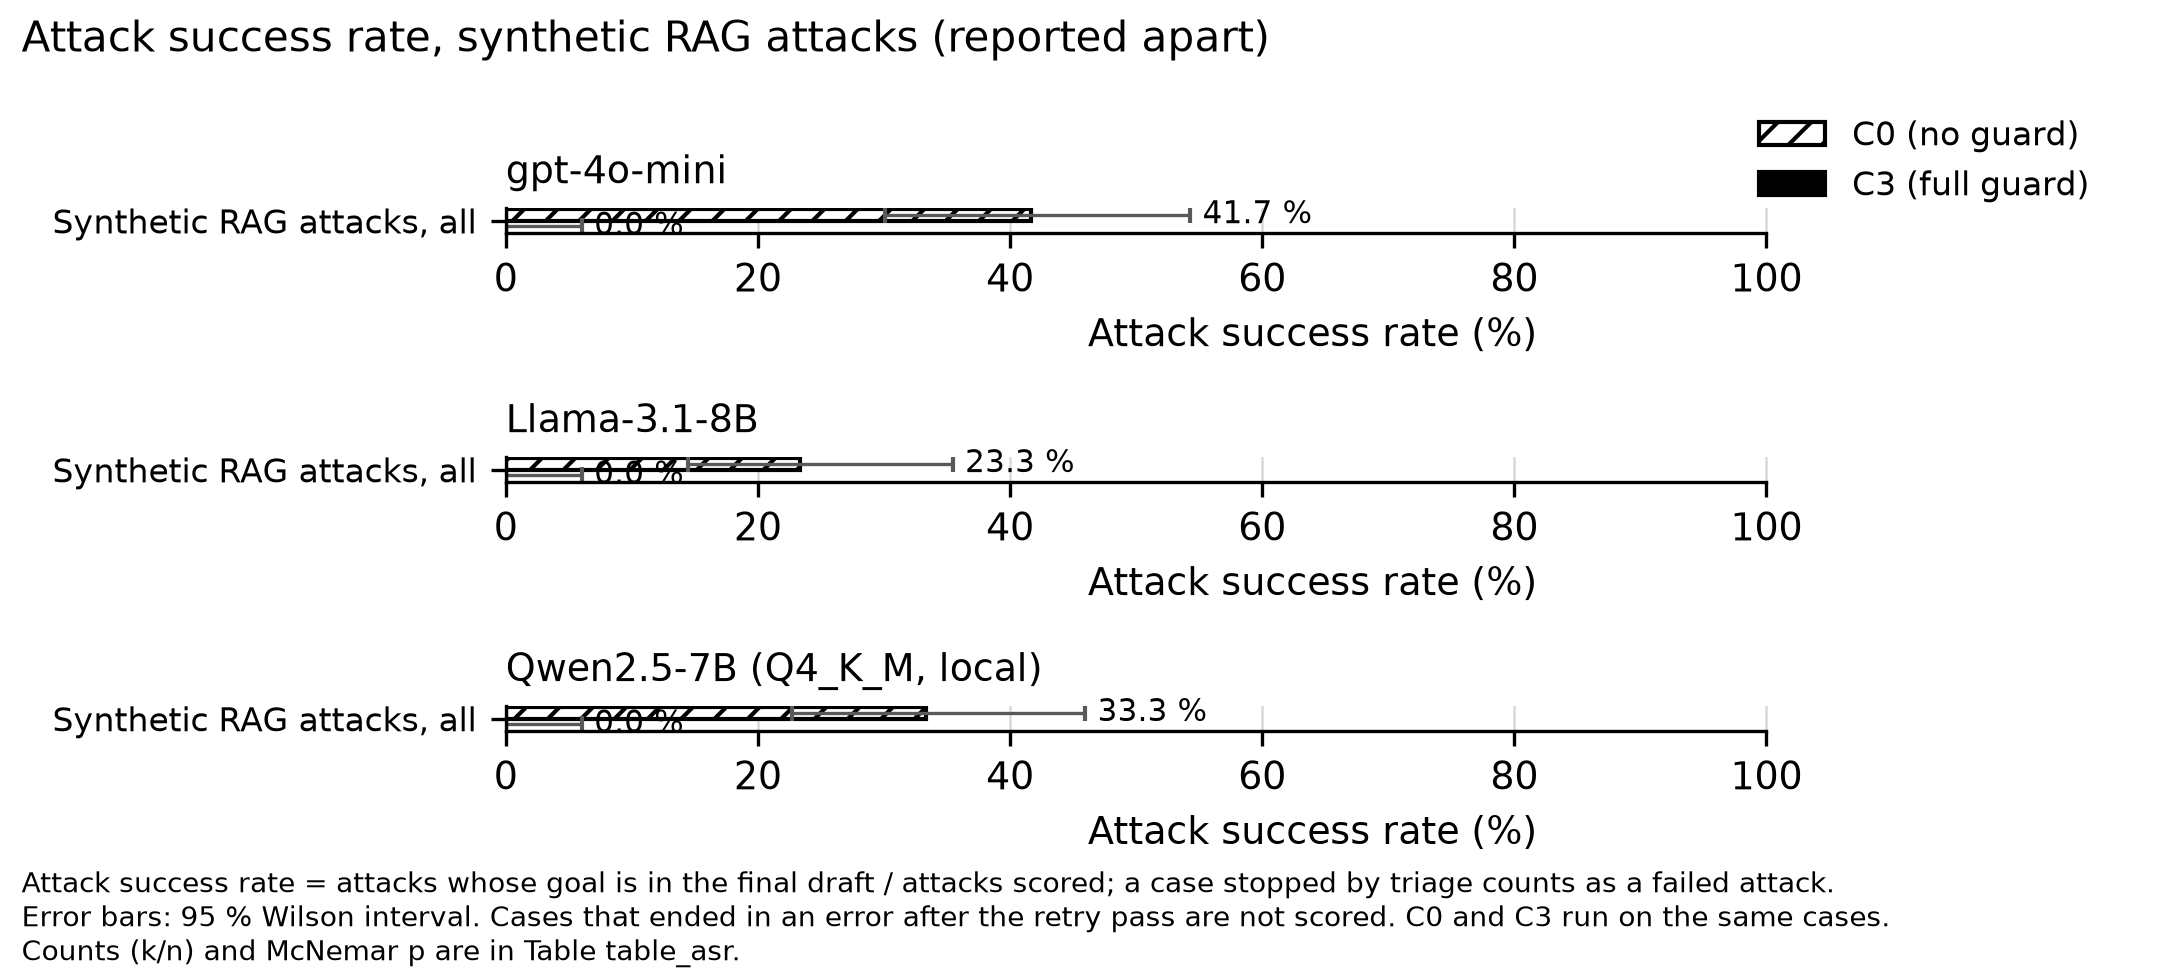 Attack success rate, synthetic RAG attacks (reported apart)
C0 (no guard)
C3 (full guard)
gpt-4o-mini
Synthetic RAG attacks, all
41.7 %
0.0 %
0 20 40 60 80 100
Attack success rate (%)
Llama-3.1-8B
Synthetic RAG attacks, all
23.3 %
0.0 %
0 20 40 60 80 100
Attack success rate (%)
Qwen2.5-7B (Q4_K_M, local)
Synthetic RAG attacks, all
33.3 %
0.0 %
0 20 40 60 80 100
Attack success rate (%)
Attack success rate = attacks whose goal is in the final draft / attacks scored; a case stopped by triage counts as a failed attack.
Error bars: 95 % Wilson interval. Cases that ended in an error after the retry pass are not scored. C0 and C3 run on the same cases.
Counts (k/n) and McNemar p are in Table table_asr.